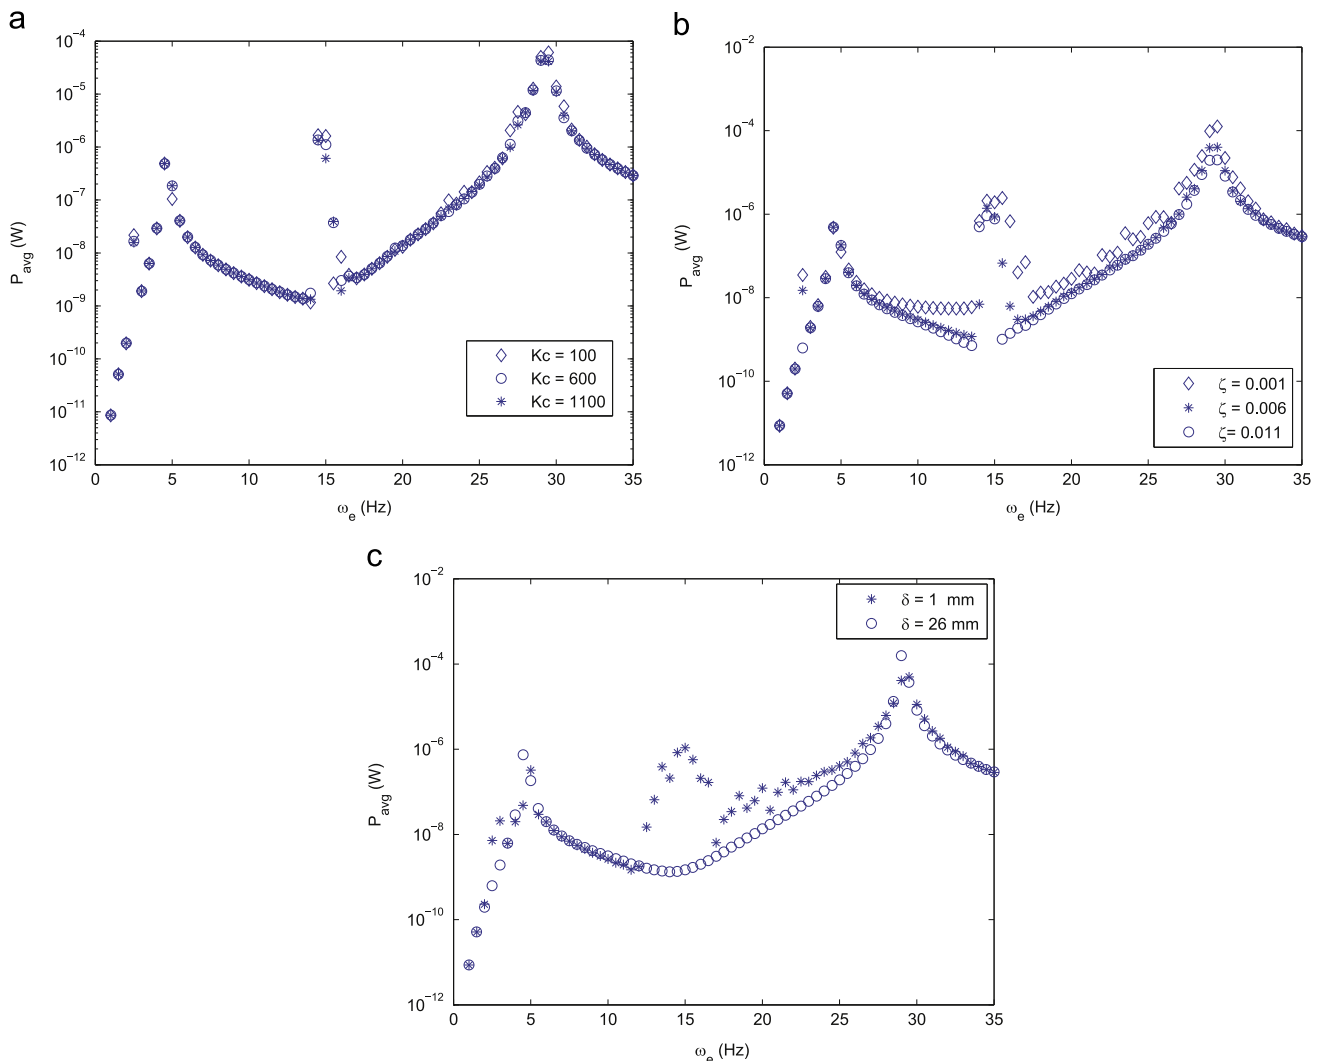 a
10⁻⁴
10⁻⁵
10⁻⁶
10⁻⁷
10⁻⁸
10⁻⁹
10⁻¹⁰
10⁻¹¹
10⁻¹²
P_avg (W)
Kc = 100
Kc = 600
Kc = 1100
0 5 10 15 20 25 30 35
ω_e (Hz)
b
10⁻²
10⁻⁴
10⁻⁶
10⁻⁸
10⁻¹⁰
10⁻¹²
P_avg (W)
ζ = 0.001
ζ = 0.006
ζ = 0.011
0 5 10 15 20 25 30 35
ω_e (Hz)
c
10⁻²
10⁻⁴
10⁻⁶
10⁻⁸
10⁻¹⁰
10⁻¹²
P_avg (W)
δ = 1 mm
δ = 26 mm
0 5 10 15 20 25 30 35
ω_e (Hz)